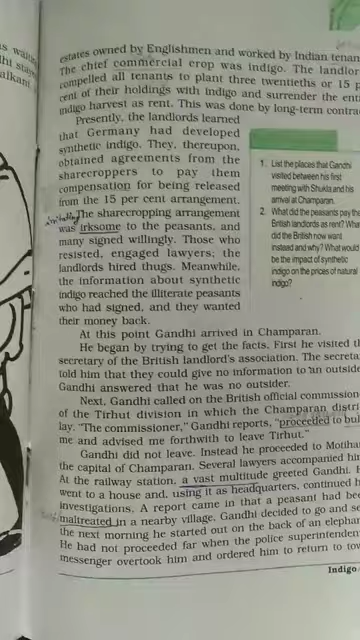 estates owned by Englishmen and worked by Indian tenan
The chief commercial crop was indigo. The landlor
compelled all tenants to plant three twentieths or 15 p
cent of their holdings with indigo and surrender the ent
indigo harvest as rent. This was done by long-term contra
Presently, the landlords learned
that Germany had developed
synthetic indigo. They, thereupon,
obtained agreements from the
sharecroppers to pay them
compensation for being released
from the 15 per cent arrangement.
The sharecropping arrangement
was irksome to the peasants, and
many signed willingly. Those who
resisted, engaged lawyers; the
landlords hired thugs. Meanwhile,
the information about synthetic
indigo reached the illiterate peasants
who had signed, and they wanted
their money back.
1. List the places that Gandhi
visited between his first
meeting with Shukla and his
arrival at Champaran.
2. What did the peasants pay the
British landlords as rent? What
did the British now want
instead and why? What would
be the impact of synthetic
indigo on the prices of natural
indigo?
At this point Gandhi arrived in Champaran.
He began by trying to get the facts. First he visited th
secretary of the British landlord's association. The secreta
told him that they could give no information to an outside
Gandhi answered that he was no outsider.
Next, Gandhi called on the British official commission
of the Tirhut division in which the Champaran distri
lay. "The commissioner," Gandhi reports, "proceeded to bul
me and advised me forthwith to leave Tirhut."
Gandhi did not leave. Instead he proceeded to Motihar
the capital of Champaran. Several lawyers accompanied him
At the railway station, a vast multitude greeted Gandhi. H
went to a house and, using it as headquarters, continued h
investigations. A report came in that a peasant had bee
maltreated in a nearby village. Gandhi decided to go and se
the next morning he started out on the back of an elephan
He had not proceeded far when the police superintenden
messenger overtook him and ordered him to return to tow
Indigo